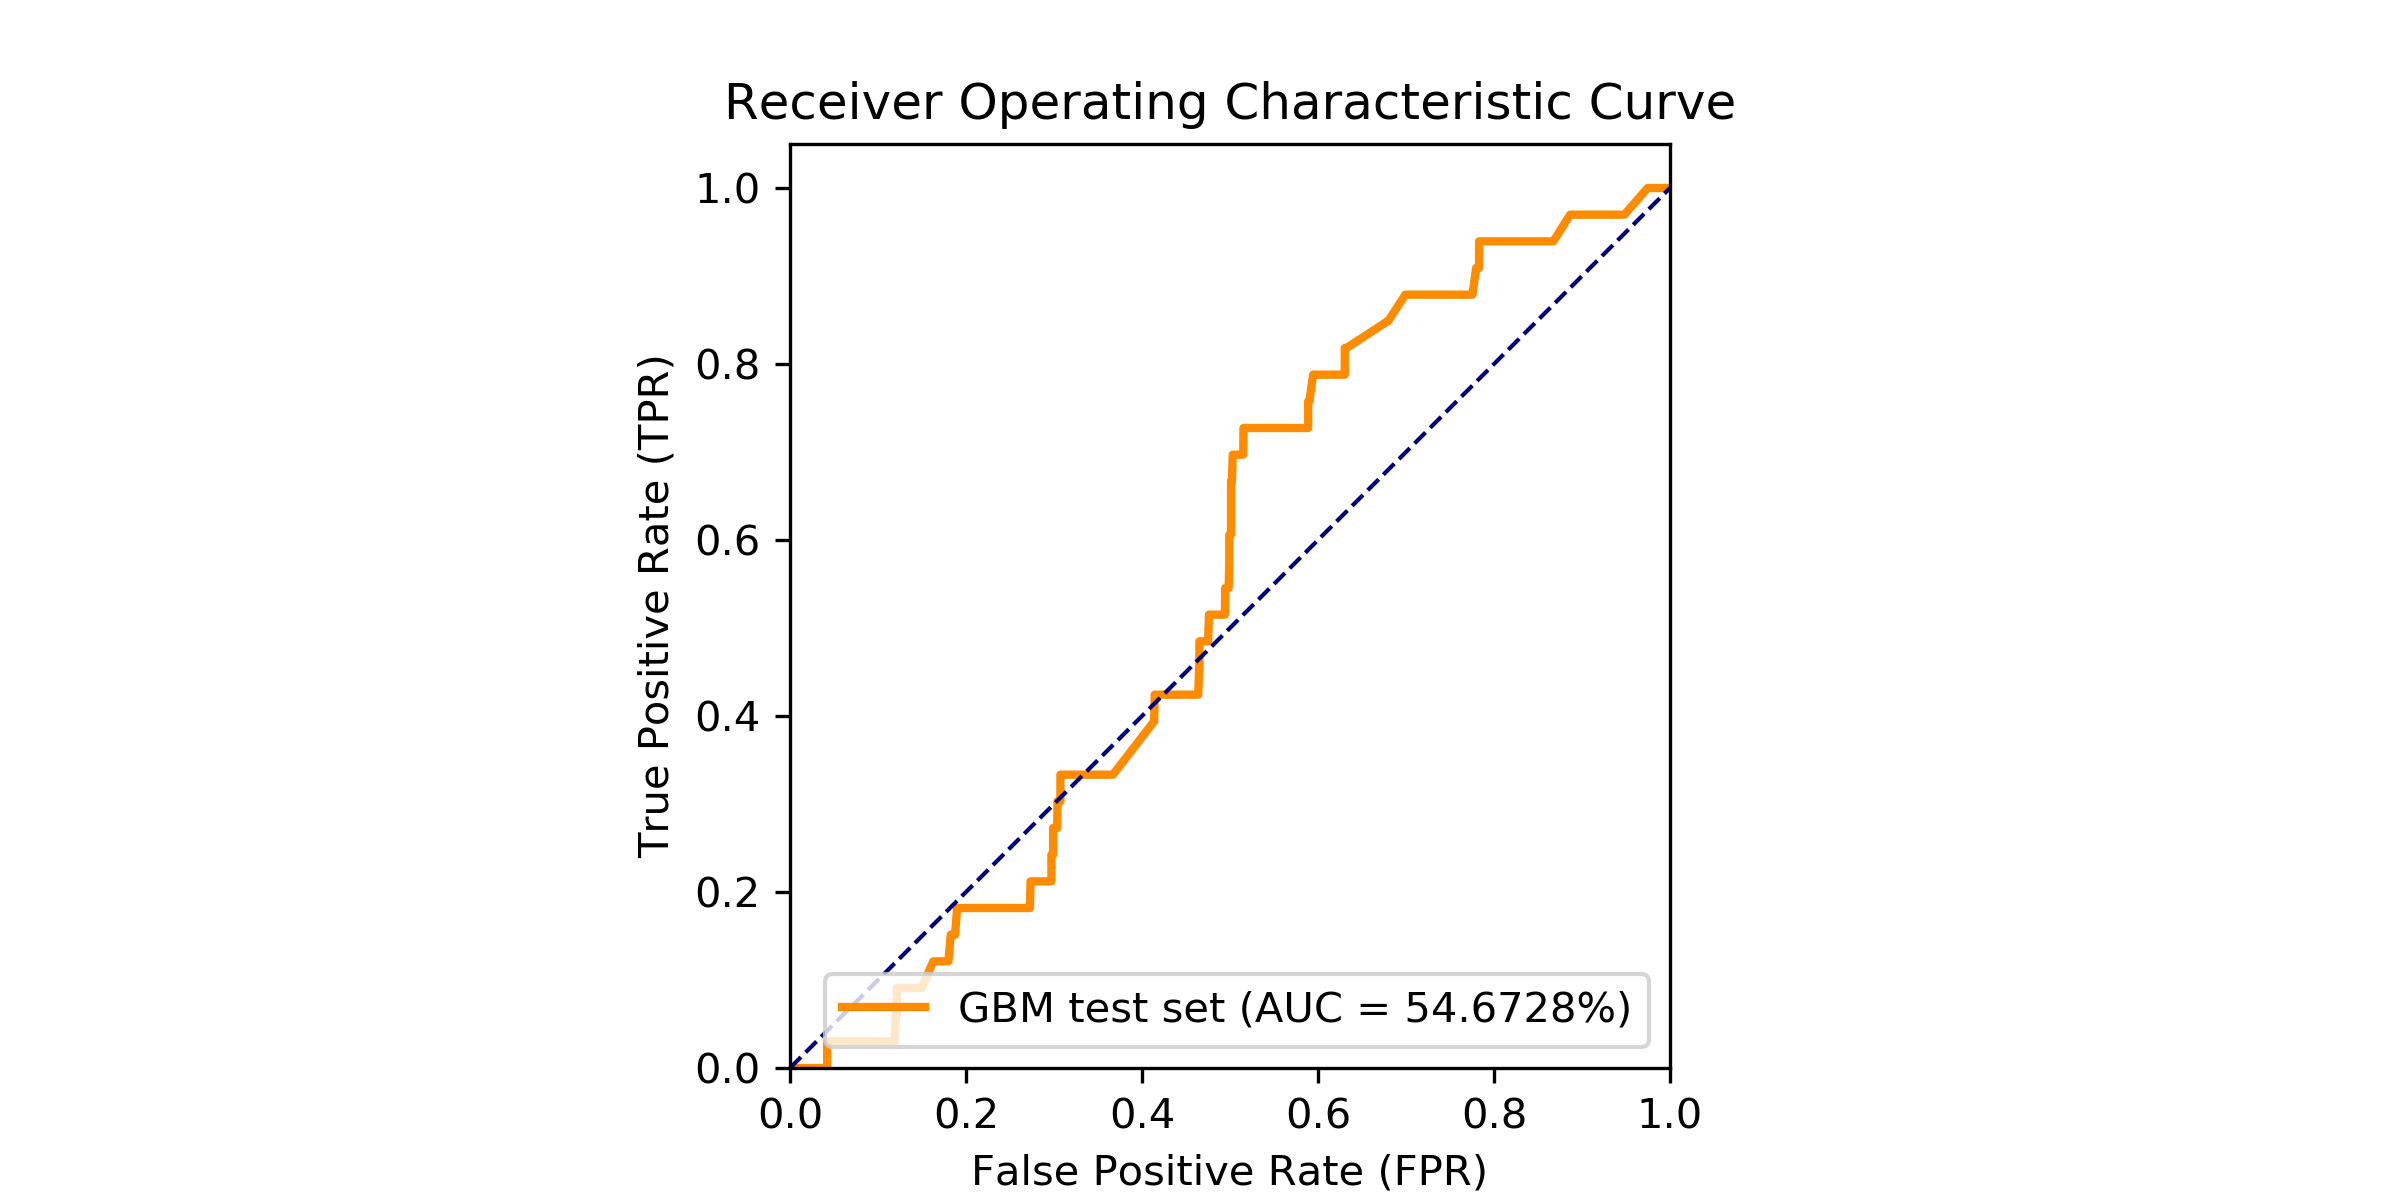 Receiver Operating Characteristic Curve
1.0
0.8
0.6
0.4
0.2
0.0
True Positive Rate (TPR)
GBM test set (AUC = 54.6728%)
0.0 0.2 0.4 0.6 0.8 1.0
False Positive Rate (FPR)